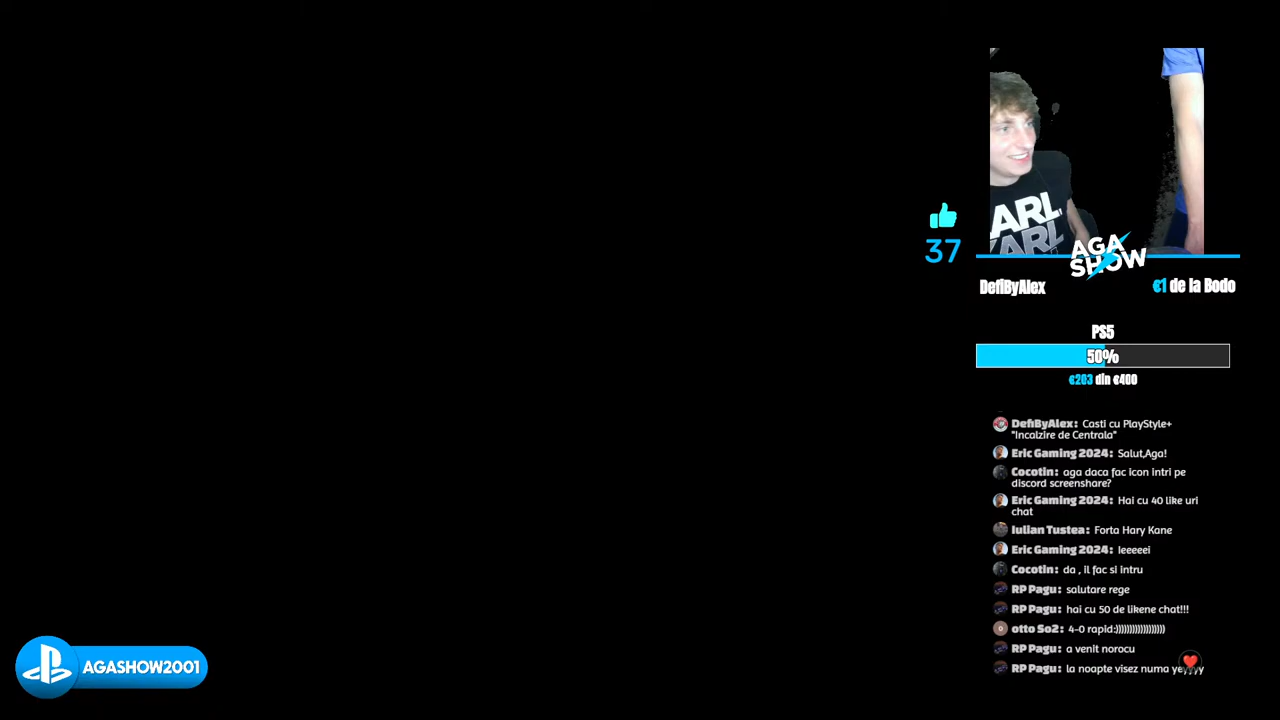 ARL
KARL
37
AGA
SHOW
DefiByAlex
€1 de la Bodo
PS5
50%
€203 din €400
DefiByAlex: Casti cu PlayStyle+
"Incalzire de Centrala"
Eric Gaming 2024: Salut,Aga!
Cocotin: aga daca fac icon intri pe
discord screenshare?
Eric Gaming 2024: Hai cu 40 like uri
chat
Iulian Tustea: Forta Hary Kane
Eric Gaming 2024: Ieeeeei
Cocotin: da , il fac si intru
RP Pagu: salutare rege
RP Pagu: hai cu 50 de likene chat!!!
otto So2: 4-0 rapid:))))))))))))))))))
RP Pagu: a venit norocu
RP Pagu: la noapte visez numa yeyyyy
AGASHOW2001